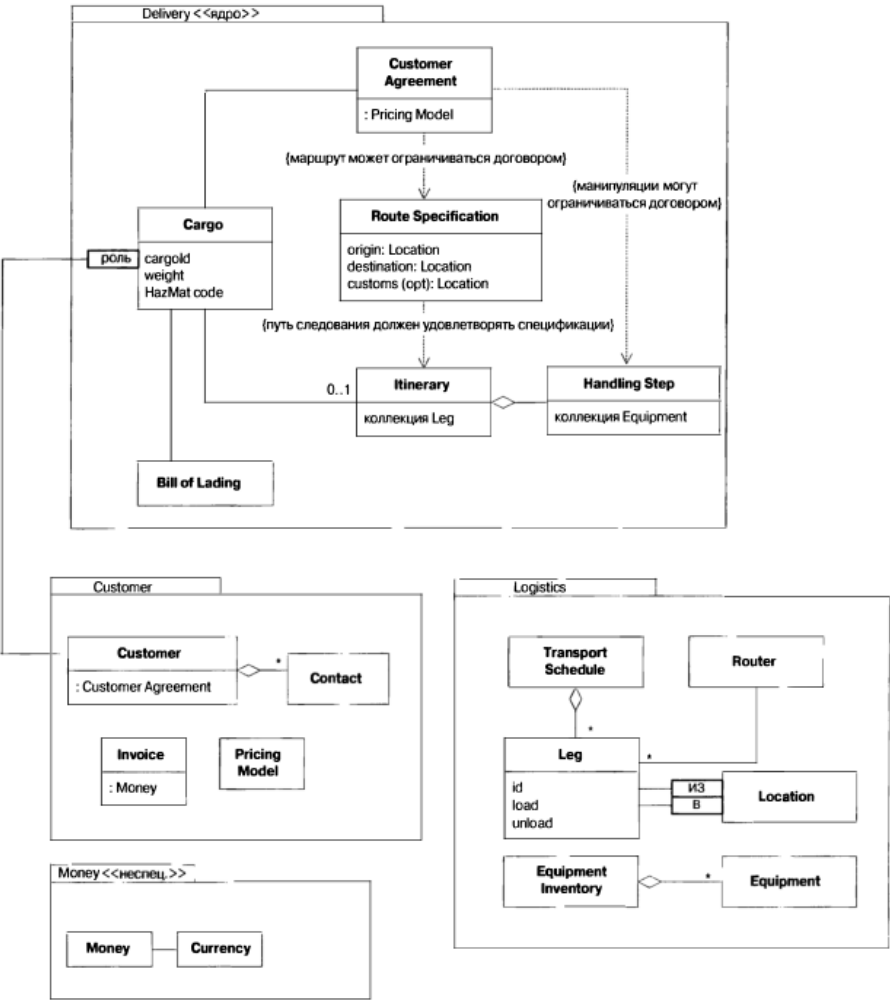 Delivery <<ядро>>
Customer
Agreement
: Pricing Model
{маршрут может ограничиваться договором}
{манипуляции могут
ограничиваться договором}
Cargo
роль
cargoId
weight
HazMat code
Route Specification
origin: Location
destination: Location
customs (opt): Location
{путь следования должен удовлетворять спецификации}
0..1
Itinerary
коллекция Leg
Handling Step
коллекция Equipment
Bill of Lading
Customer
Customer
: Customer Agreement
*
Contact
Invoice
: Money
Pricing
Model
Logistics
Transport
Schedule
Router
*
*
Leg
id
load
unload
из
в
Location
Equipment
Inventory
*
Equipment
Money <<неспец.>>
Money
Currency